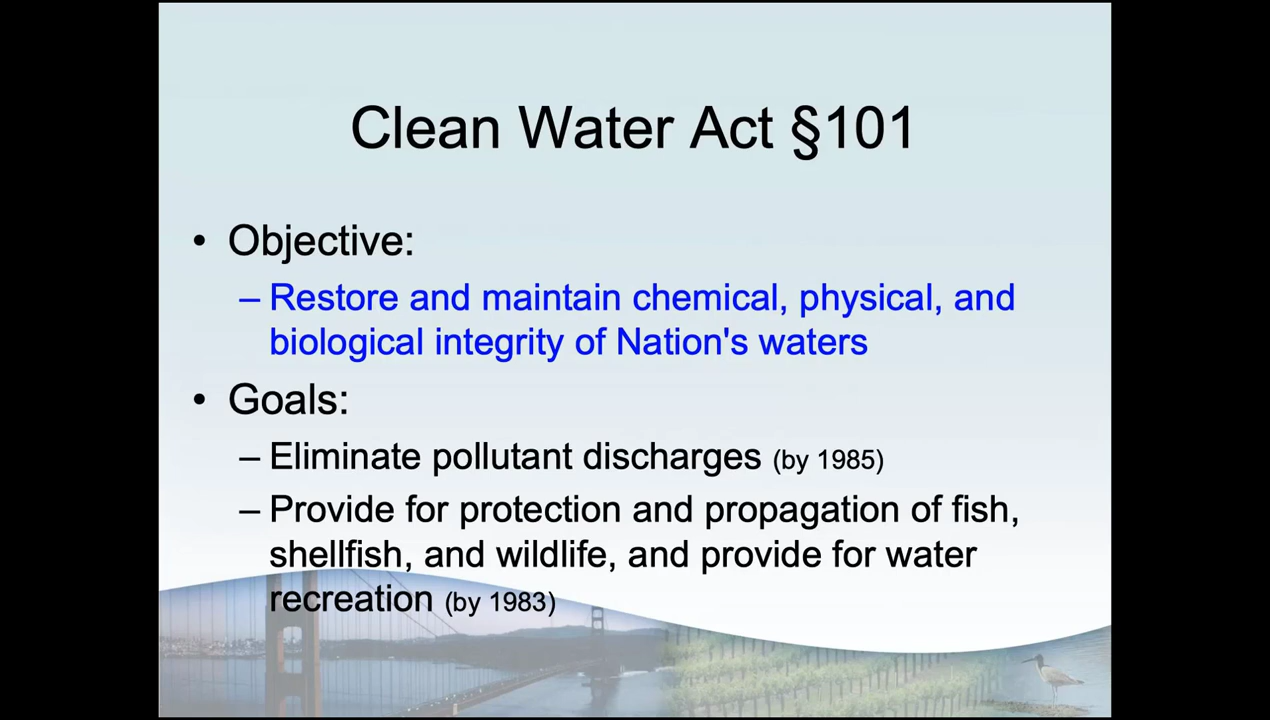 Clean Water Act §101
• Objective:
– Restore and maintain chemical, physical, and
biological integrity of Nation's waters
• Goals:
– Eliminate pollutant discharges (by 1985)
– Provide for protection and propagation of fish,
shellfish, and wildlife, and provide for water
recreation (by 1983)